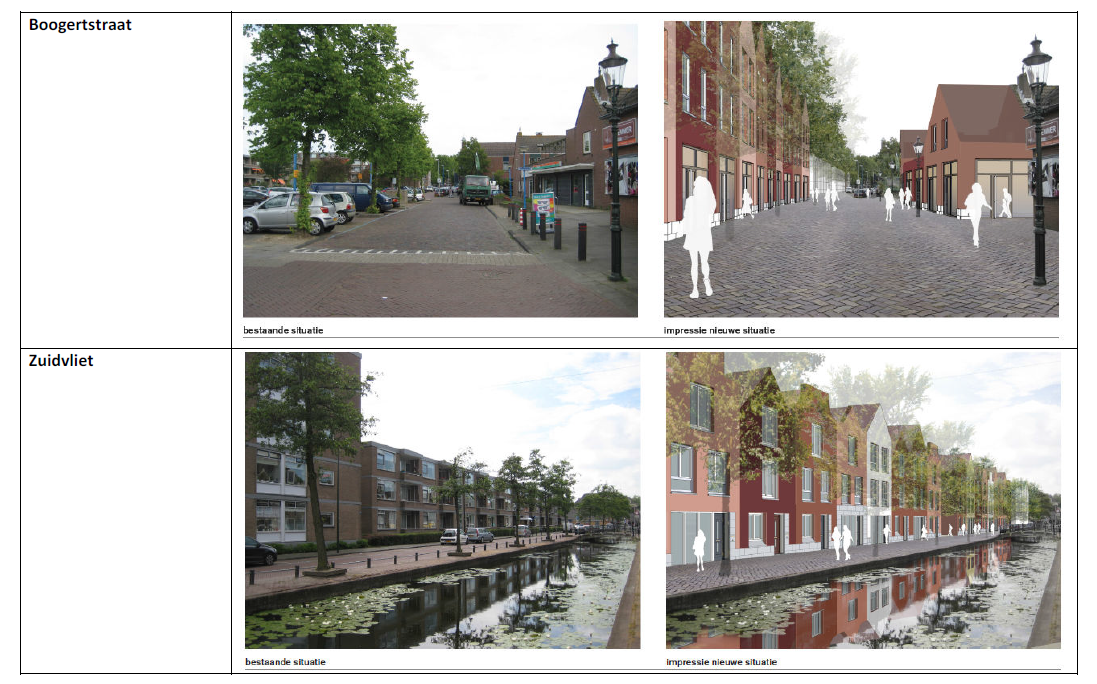 Boogertstraat
bestaande situatie
impressie nieuwe situatie
Zuidvliet
bestaande situatie
impressie nieuwe situatie